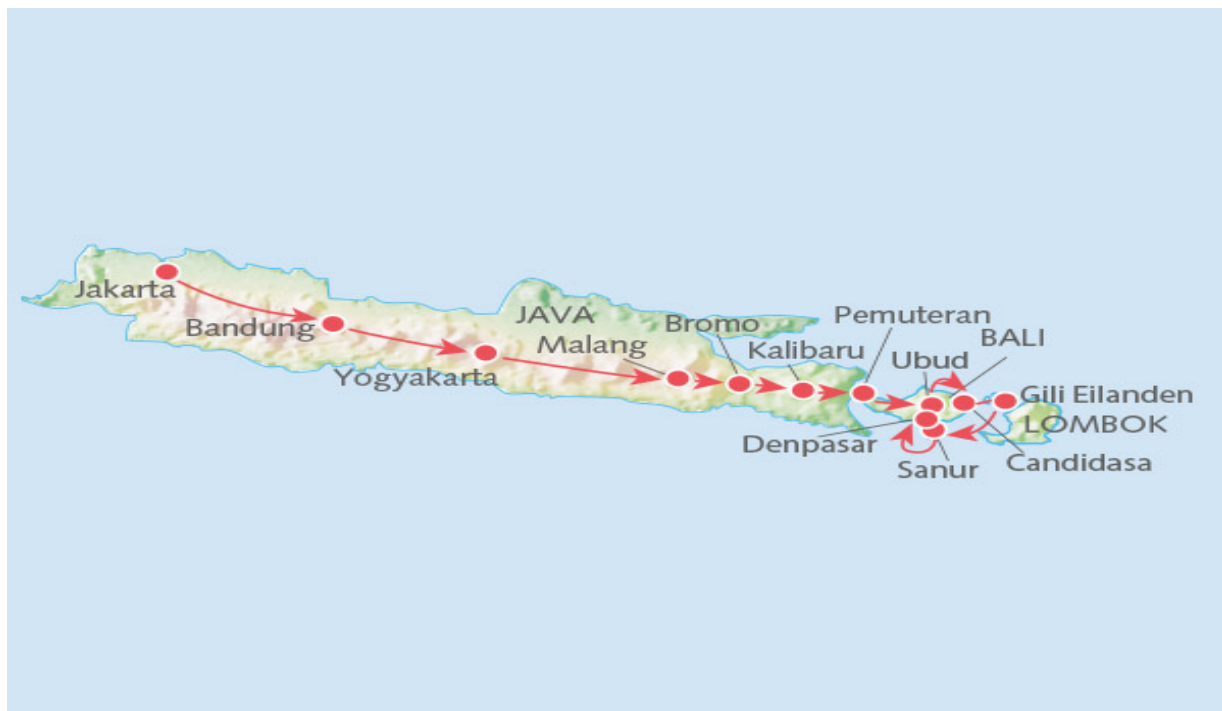 Jakarta
Bandung
Yogyakarta
JAVA
Malang
Bromo
Kalibaru
Pemuteran
Ubud
BALI
Gili Eilanden
LOMBOK
Denpasar
Sanur
Candidasa